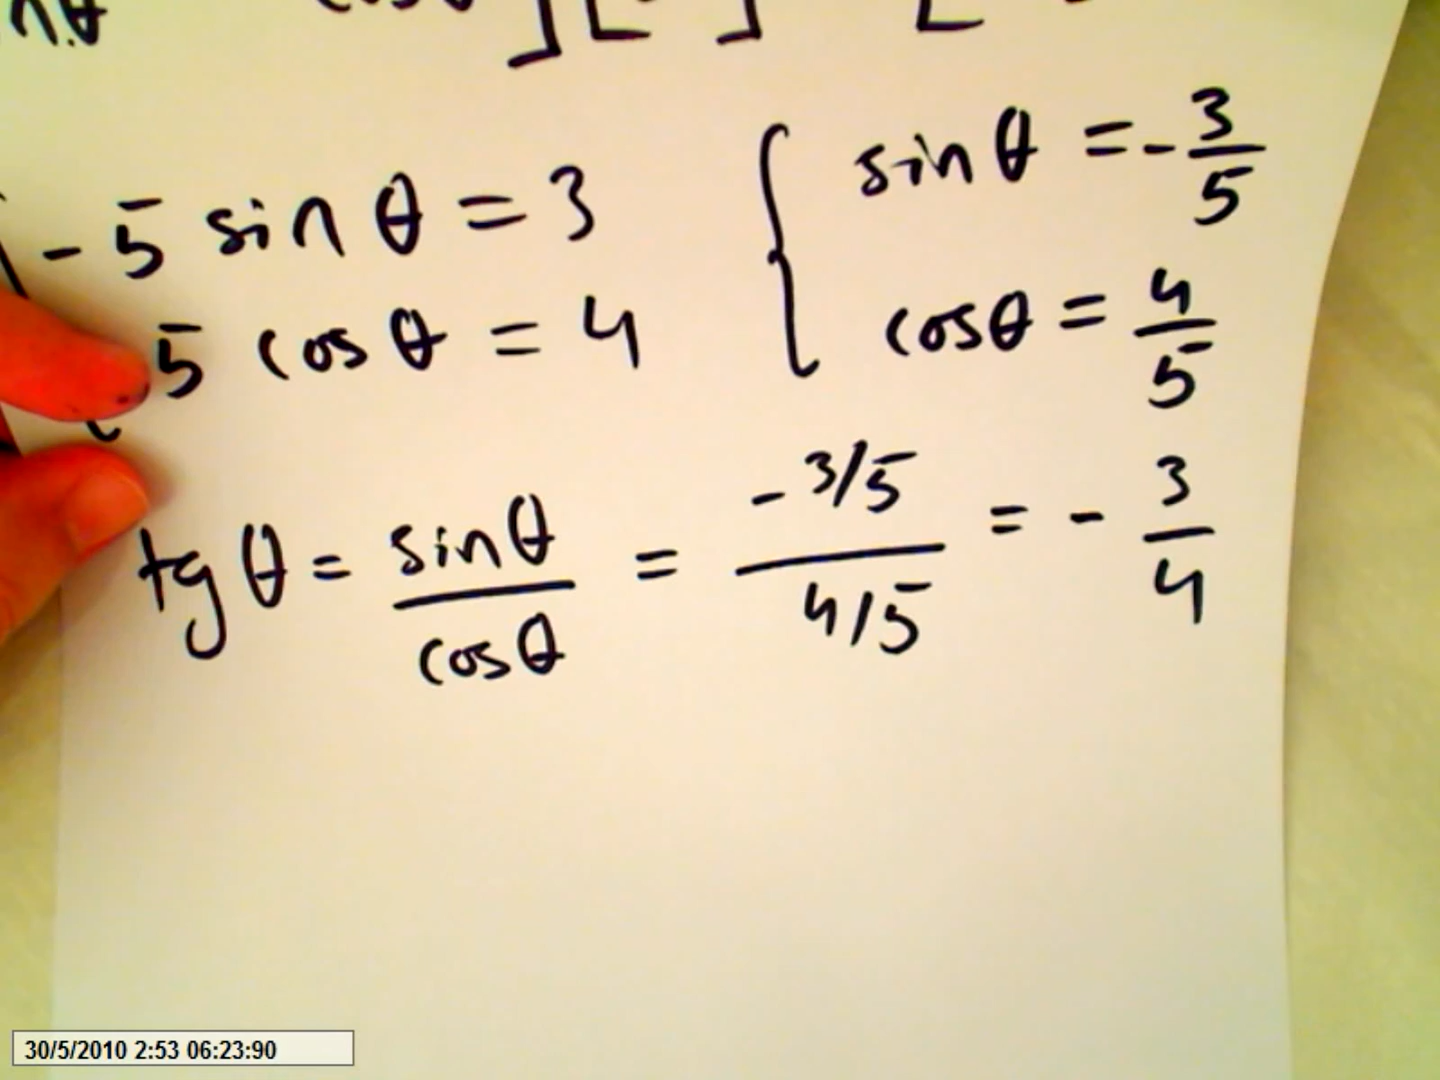 - 5 sin θ = 3
5 cos θ = 4
{ sin θ = - 3/5
cos θ = 4/5
tg θ = sin θ / cos θ = (- 3/5) / (4/5) = - 3/4
30/5/2010 2:53 06:23:90